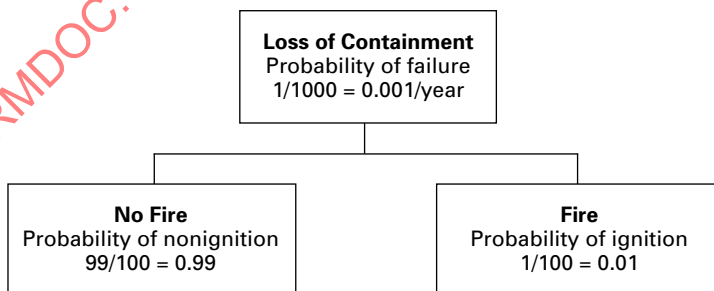 Loss of Containment
Probability of failure
1/1000 = 0.001/year
No Fire
Probability of nonignition
99/100 = 0.99
Fire
Probability of ignition
1/100 = 0.01